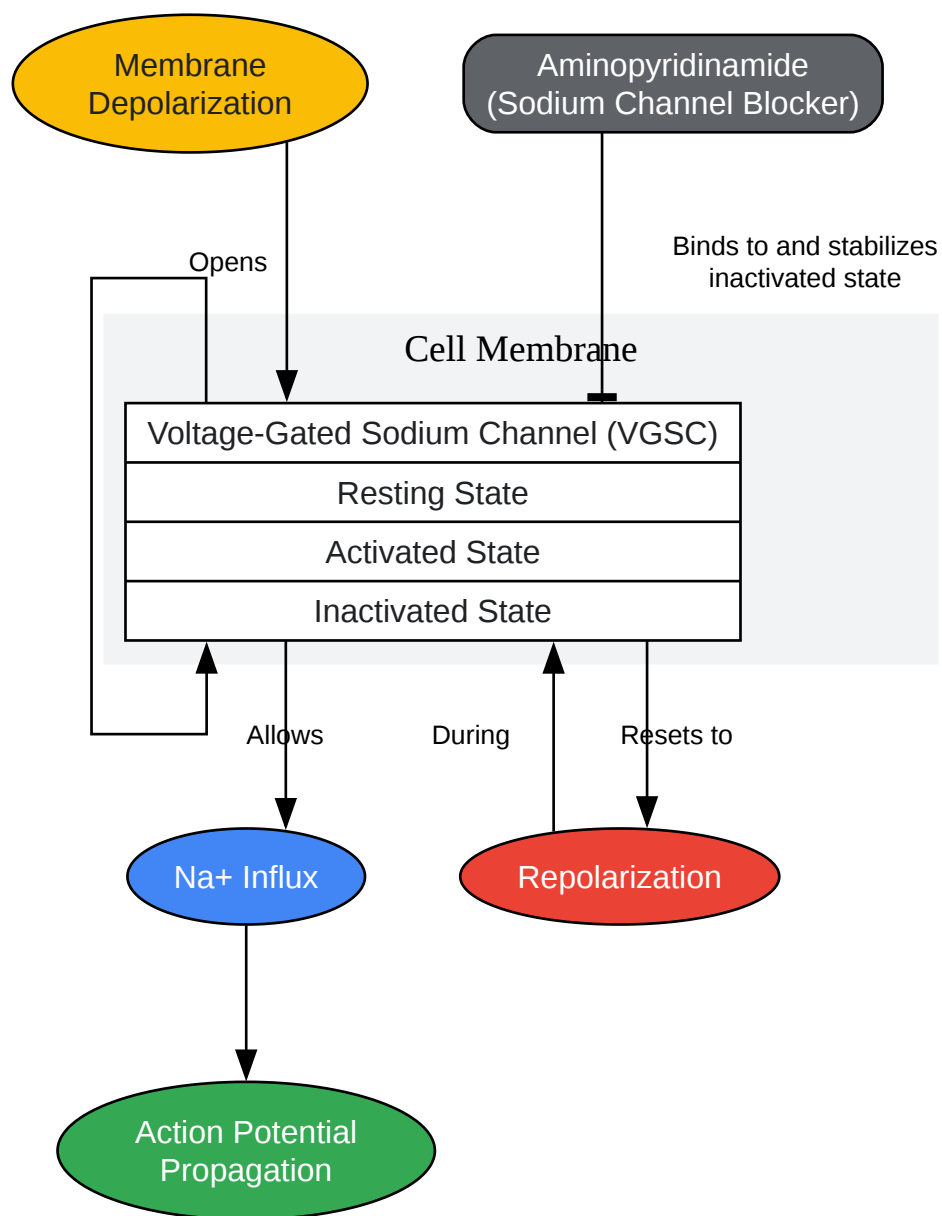 Membrane
Depolarization
Aminopyridinamide
(Sodium Channel Blocker)
Opens
Binds to and stabilizes
inactivated state
Cell Membrane
Voltage-Gated Sodium Channel (VGSC)
Resting State
Activated State
Inactivated State
Allows
During
Resets to
Na+ Influx
Repolarization
Action Potential
Propagation